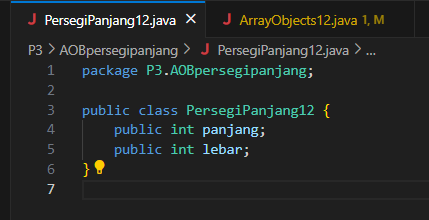 PersegiPanjang12.java
ArrayObjects12.java 1, M
P3 > AOBpersegipanjang > PersegiPanjang12.java > ...
1 package P3.AOBpersegipanjang;
2
3 public class PersegiPanjang12 {
4 public int panjang;
5 public int lebar;
6 }
7